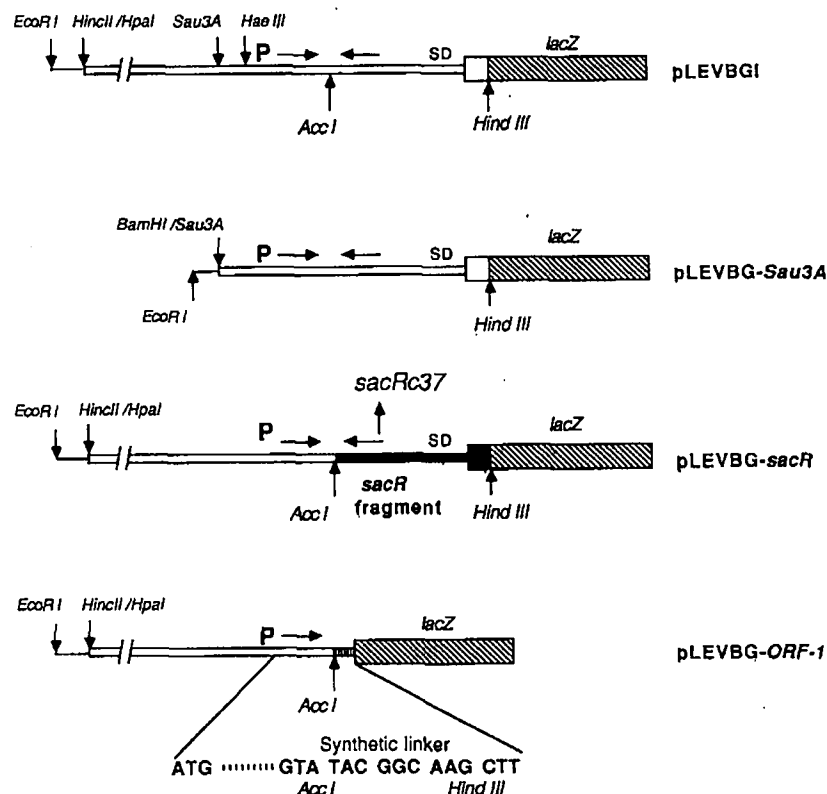 EcoR I HincII /HpaI Sau3A Hae III
P SD lacZ
pLEVBGI
Acc I Hind III
BamHI /Sau3A
P SD lacZ
pLEVBG-Sau3A
EcoR I Hind III
sacRc37
EcoR I HincII /HpaI
P SD lacZ
pLEVBG-sacR
Acc I sacR Hind III
fragment
EcoR I HincII /HpaI
P lacZ
pLEVBG-ORF-1
Acc I
Synthetic linker
ATG GTA TAC GGC AAG CTT
Acc I Hind III